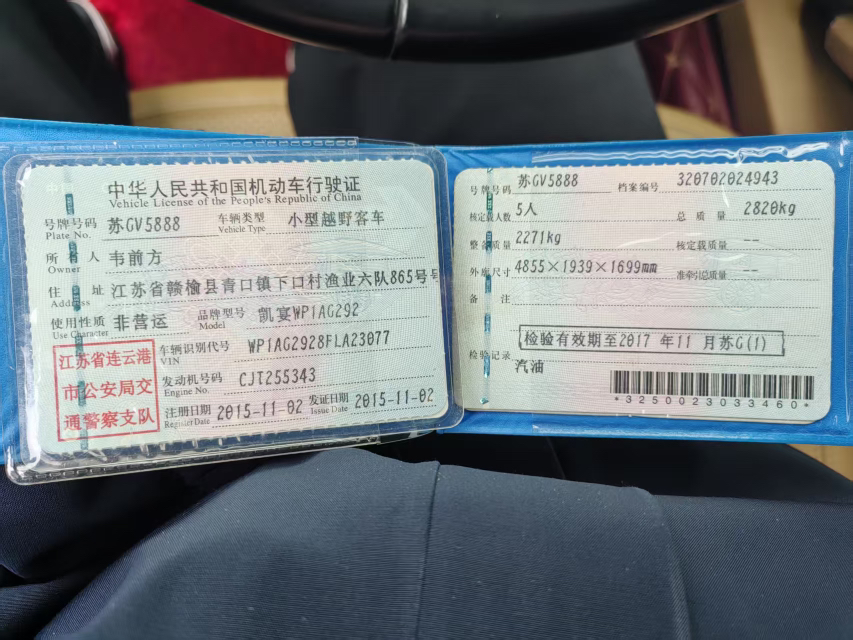 中华人民共和国机动车行驶证
Vehicle License of the People's Republic of China
号牌号码 苏GV5888 车辆类型 小型越野客车
Plate No. Vehicle Type
所有人 韦前方
Owner
住址 江苏省赣榆县青口镇下口村渔业六队865号
Address
使用性质 非营运 品牌型号 凯宴WP1AG292
Use Character Model
江苏省连云港
市公安局交
通警察支队
车辆识别代号 WP1AG2928FLA23077
VIN
发动机号码 CJT255343
Engine No.
注册日期 2015-11-02 发证日期 2015-11-02
Register Date Issue Date
号牌号码 苏GV5888 档案编号 320702024943
核定载人数 5人 总质量 2820kg
整备质量 2271kg 核定载质量 --
外廓尺寸 4855×1939×1699mm 准牵引总质量 --
备注
检验有效期至2017年11月苏G(1)
检验记录 汽油
*3250023033460*